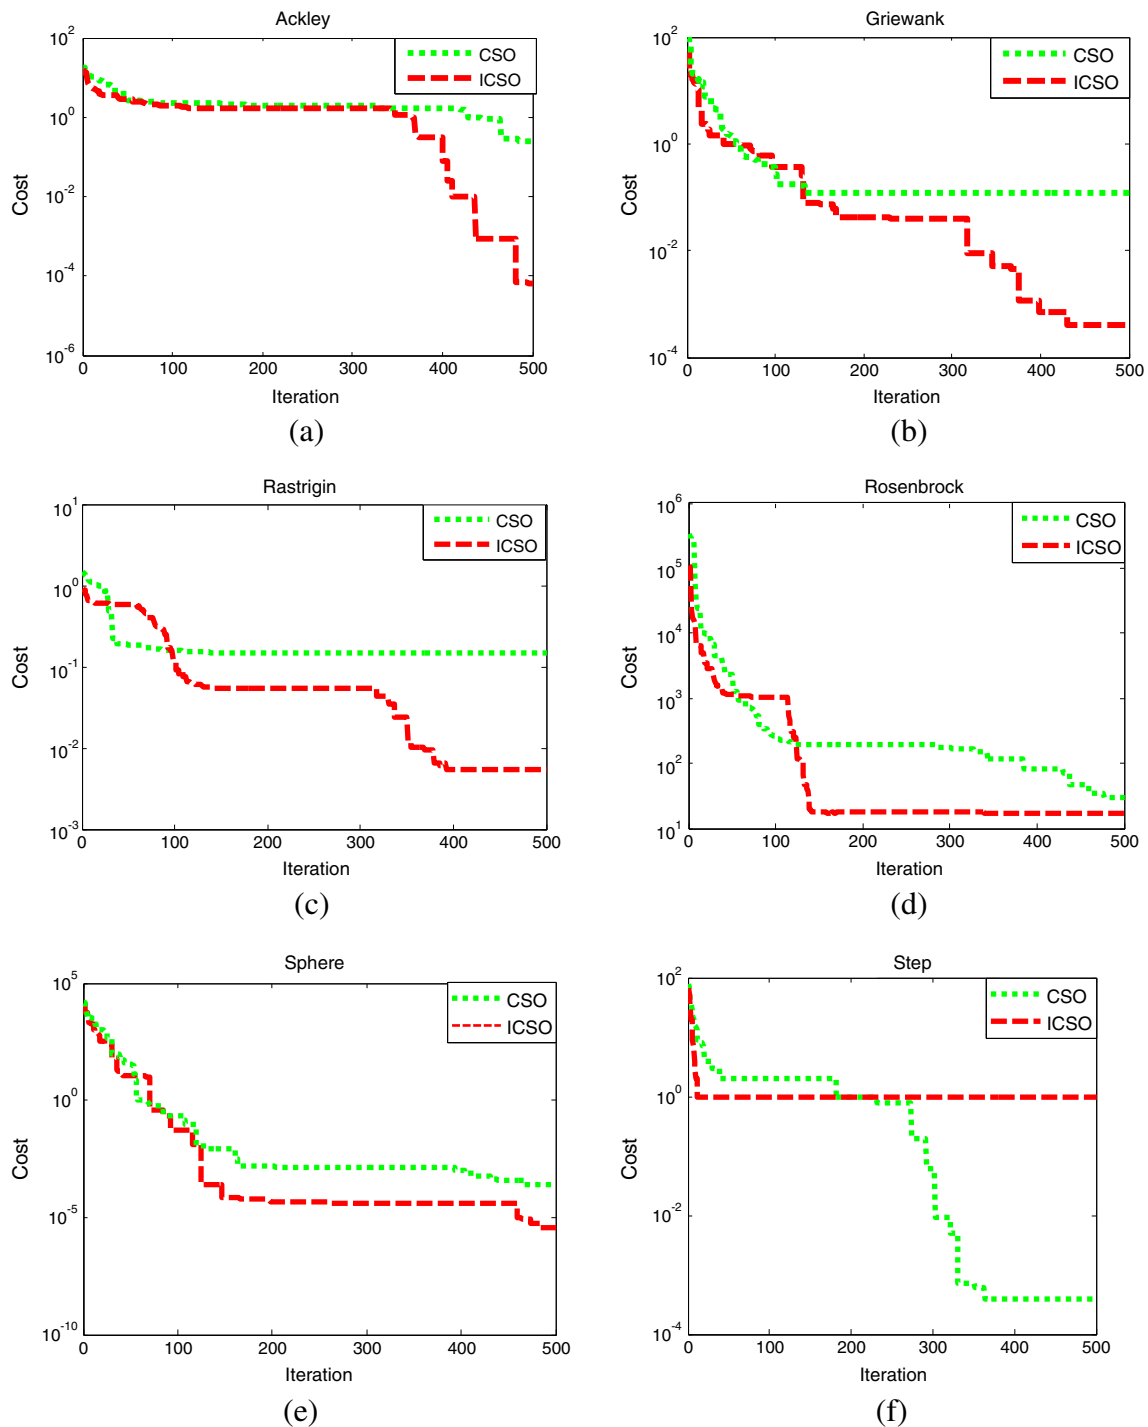 Ackley
10^2
10^0
10^-2
10^-4
10^-6
Cost
0 100 200 300 400 500
Iteration
CSO
ICSO
(a)
Griewank
10^2
10^0
10^-2
10^-4
Cost
0 100 200 300 400 500
Iteration
CSO
ICSO
(b)
Rastrigin
10^1
10^0
10^-1
10^-2
10^-3
Cost
0 100 200 300 400 500
Iteration
CSO
ICSO
(c)
Rosenbrock
10^6
10^5
10^4
10^3
10^2
10^1
Cost
0 100 200 300 400 500
Iteration
CSO
ICSO
(d)
Sphere
10^5
10^0
10^-5
10^-10
Cost
0 100 200 300 400 500
Iteration
CSO
ICSO
(e)
Step
10^2
10^0
10^-2
10^-4
Cost
0 100 200 300 400 500
Iteration
CSO
ICSO
(f)